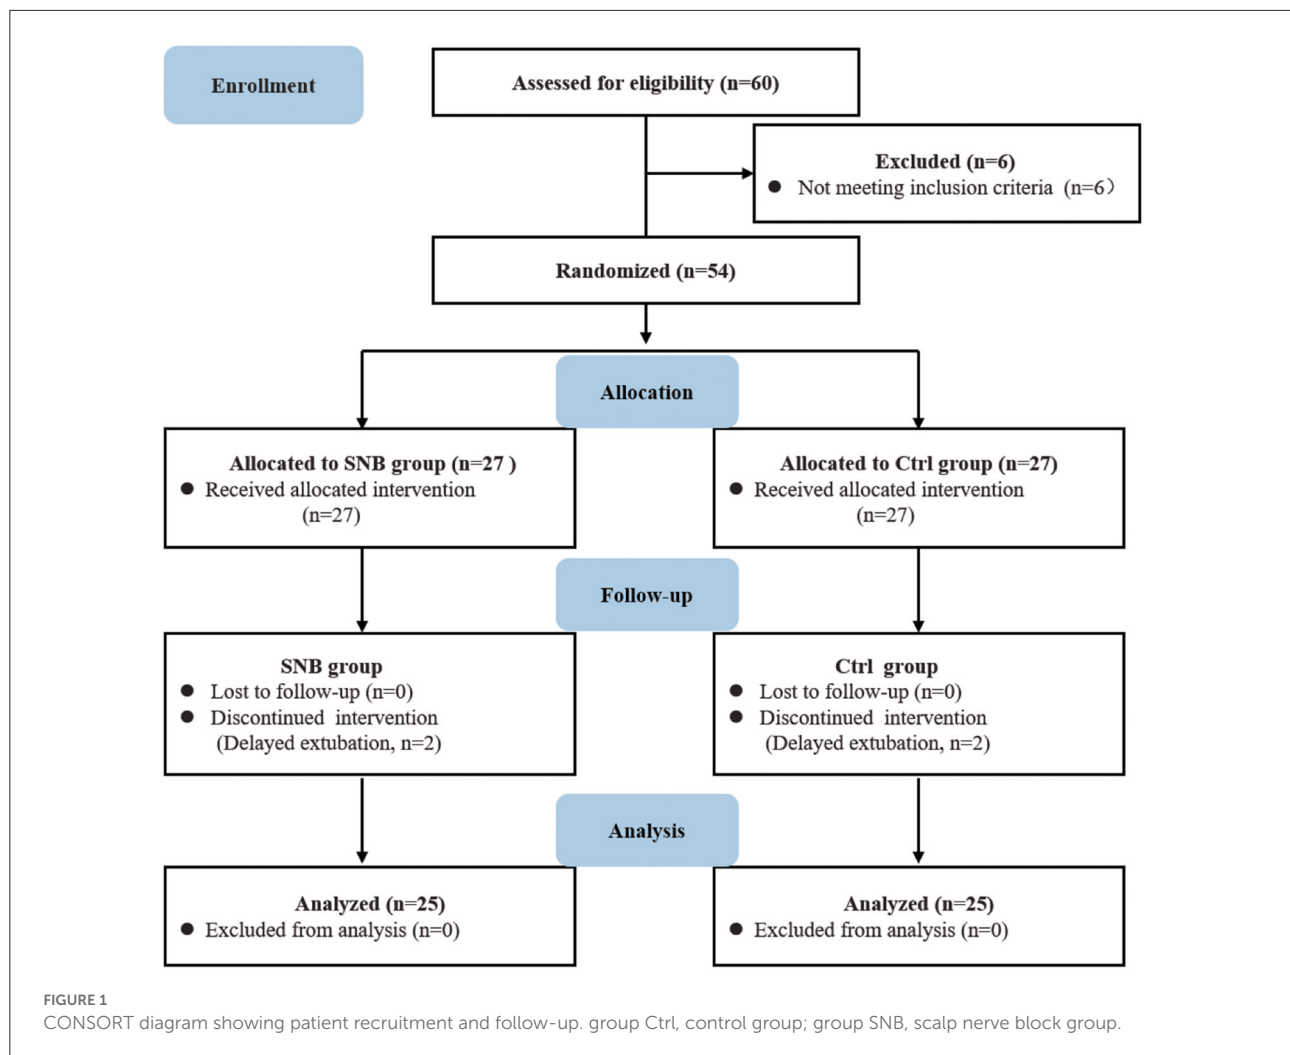 Enrollment
Assessed for eligibility (n=60)
Excluded (n=6)
● Not meeting inclusion criteria (n=6）
Randomized (n=54)
Allocation
Allocated to SNB group (n=27 )
● Received allocated intervention
(n=27)
Allocated to Ctrl group (n=27)
● Received allocated intervention
(n=27)
Follow-up
SNB group
● Lost to follow-up (n=0)
● Discontinued intervention
(Delayed extubation, n=2)
Ctrl group
● Lost to follow-up (n=0)
● Discontinued intervention
(Delayed extubation, n=2)
Analysis
Analyzed (n=25)
● Excluded from analysis (n=0)
Analyzed (n=25)
● Excluded from analysis (n=0)
FIGURE 1
CONSORT diagram showing patient recruitment and follow-up. group Ctrl, control group; group SNB, scalp nerve block group.